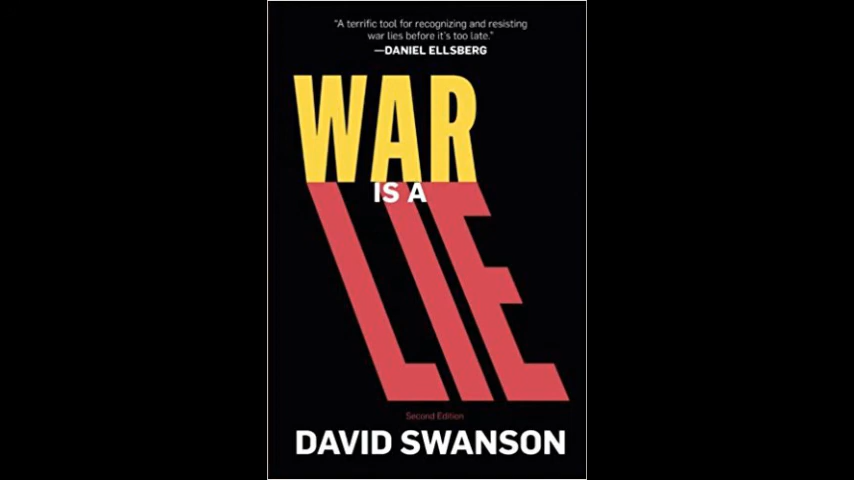 "A terrific tool for recognizing and resisting
war lies before it's too late."
—DANIEL ELLSBERG
WAR
IS A
LIE
Second Edition
DAVID SWANSON